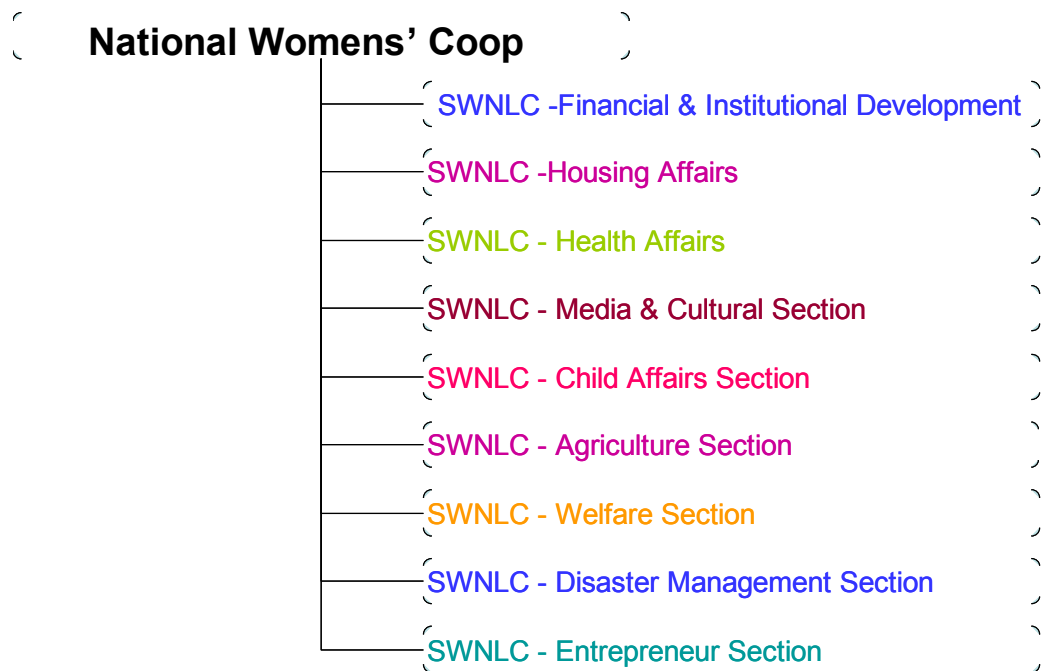 National Womens’ Coop
SWNLC -Financial & Institutional Development
SWNLC -Housing Affairs
SWNLC - Health Affairs
SWNLC - Media & Cultural Section
SWNLC - Child Affairs Section
SWNLC - Agriculture Section
SWNLC - Welfare Section
SWNLC - Disaster Management Section
SWNLC - Entrepreneur Section